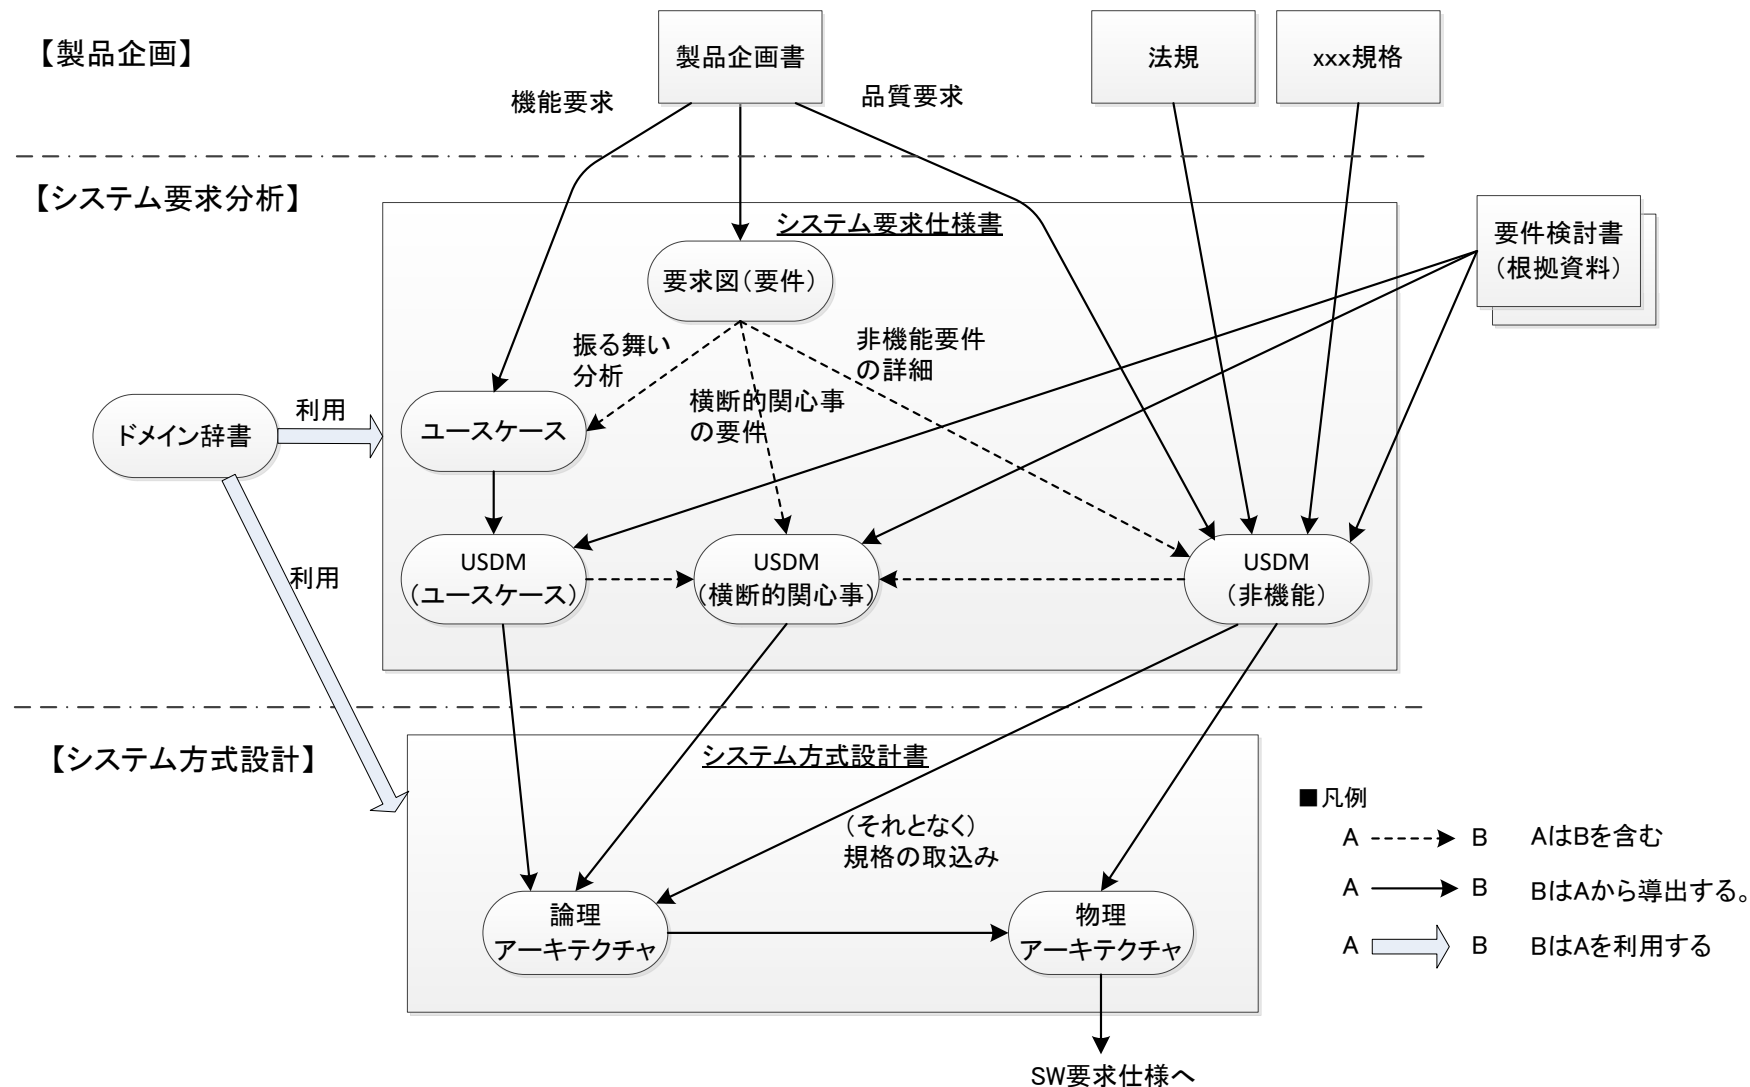 【製品企画】
製品企画書
法規
xxx規格
機能要求
品質要求
【システム要求分析】
システム要求仕様書
要件検討書
（根拠資料）
要求図（要件）
振る舞い
分析
非機能要件
の詳細
横断的関心事
の要件
ドメイン辞書
利用
ユースケース
USDM
（ユースケース）
USDM
（横断的関心事）
USDM
（非機能）
利用
【システム方式設計】
システム方式設計書
（それとなく）
規格の取込み
論理
アーキテクチャ
物理
アーキテクチャ
SW要求仕様へ
■凡例
A B AはBを含む
A B BはAから導出する。
A B BはAを利用する